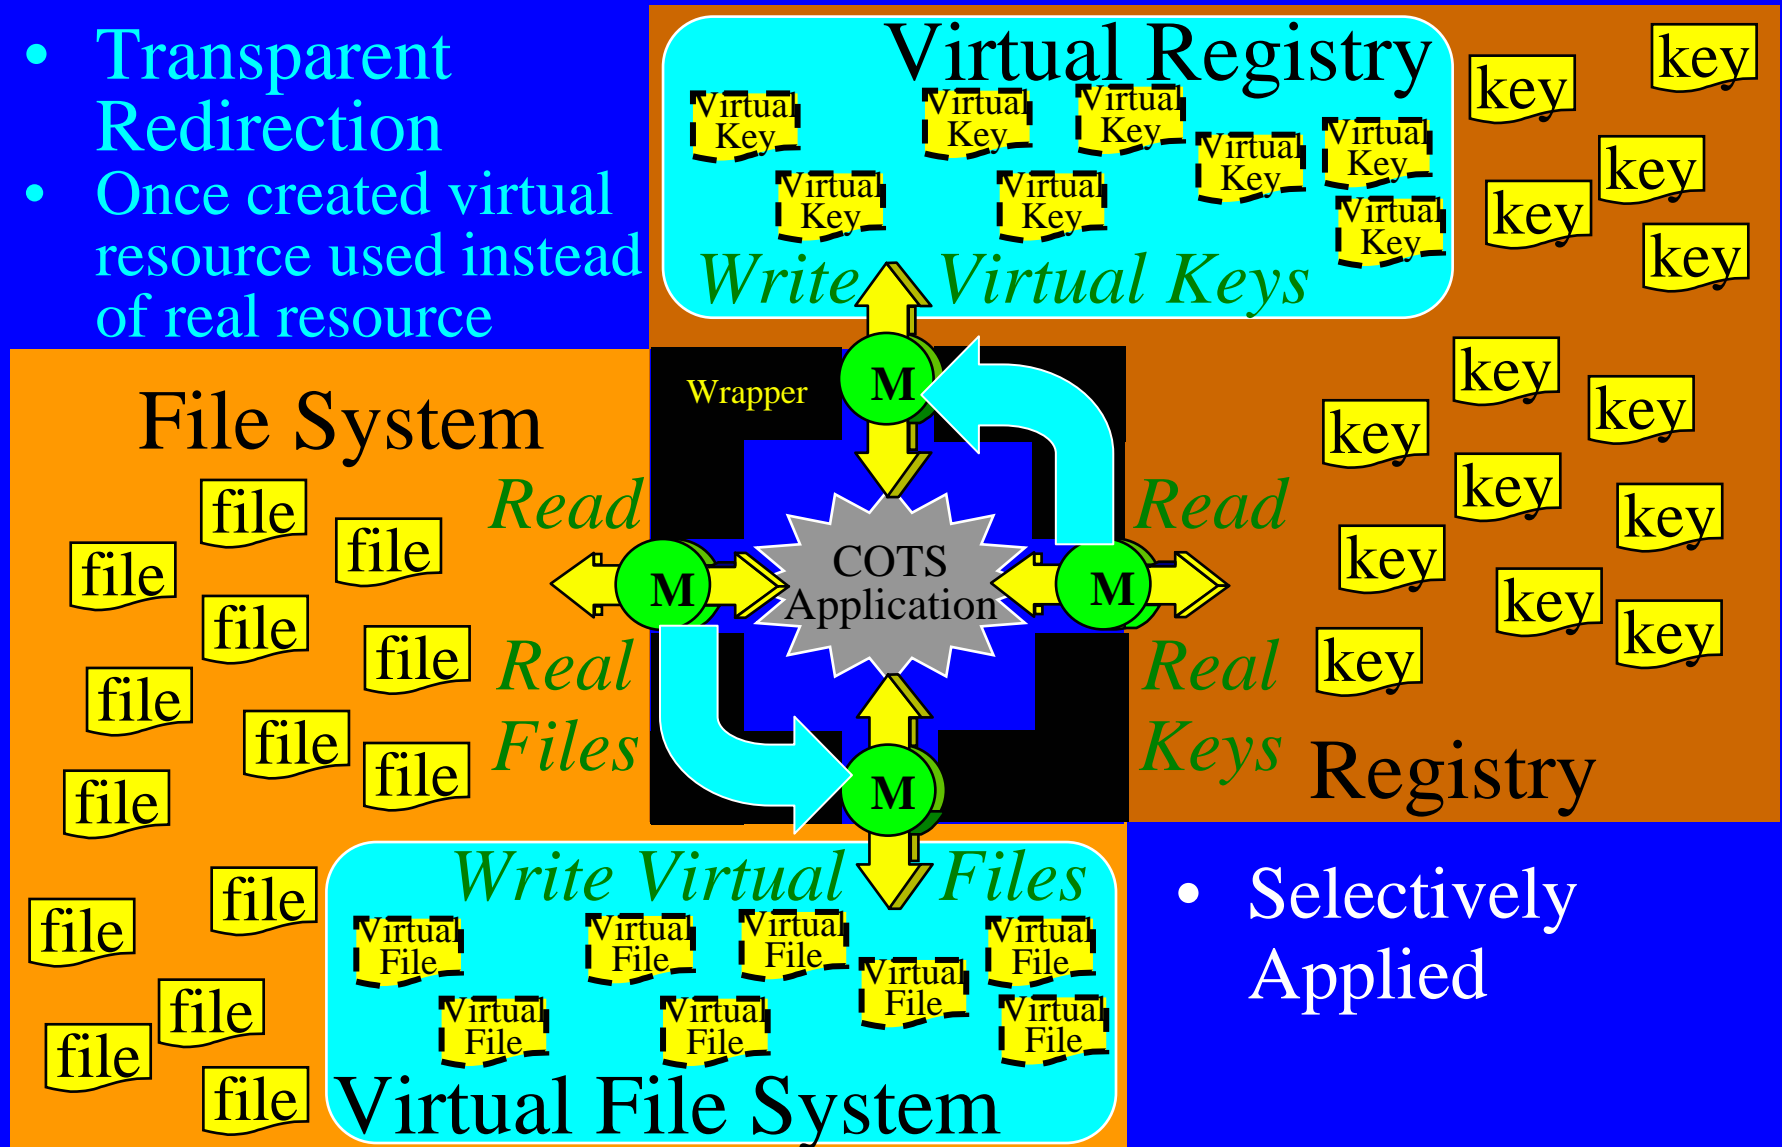 • Transparent
Redirection
• Once created virtual
resource used instead
of real resource
Virtual Registry
Virtual
Key
Virtual
Key
Virtual
Key
Virtual
Key
Virtual
Key
Virtual
Key
Virtual
Key
Virtual
Key
Write Virtual Keys
key
key
key
key
key
key
key
key
key
key
key
key
key
key
Read
Real
Keys
Registry
Wrapper
M
M
M
M
COTS
Application
File System
Read
Real
Files
file
file
file
file
file
file
file
file
file
file
file
file
file
file
Write Virtual Files
Virtual
File
Virtual
File
Virtual
File
Virtual
File
Virtual
File
Virtual
File
Virtual
File
Virtual
File
Virtual File System
• Selectively
Applied